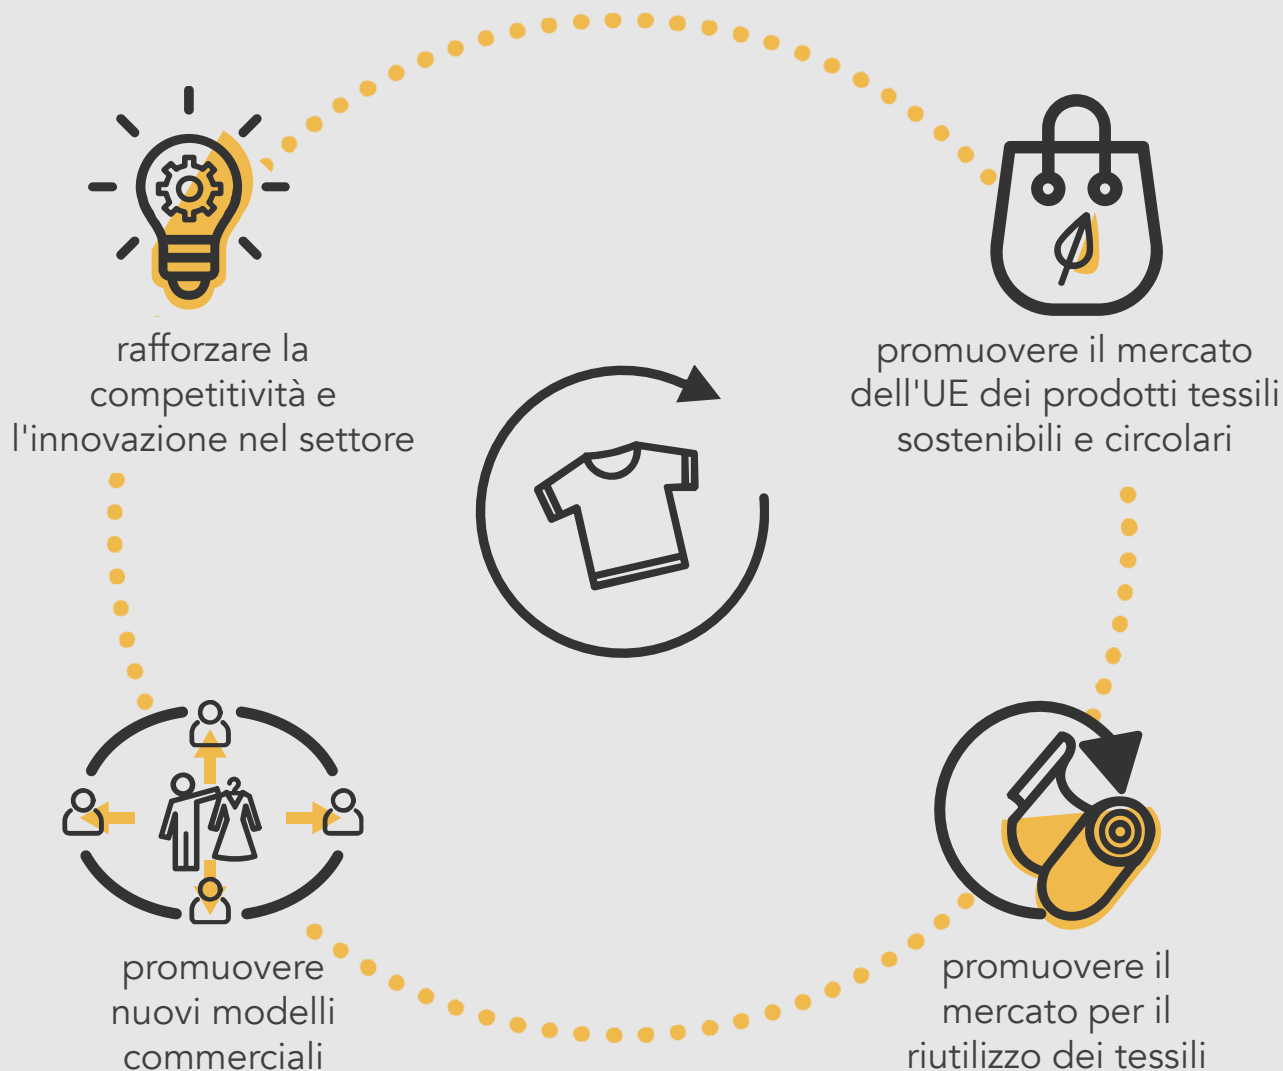 rafforzare la
competitività e
l'innovazione nel settore
promuovere il mercato
dell'UE dei prodotti tessili
sostenibili e circolari
promuovere
nuovi modelli
commerciali
promuovere il
mercato per il
riutilizzo dei tessili